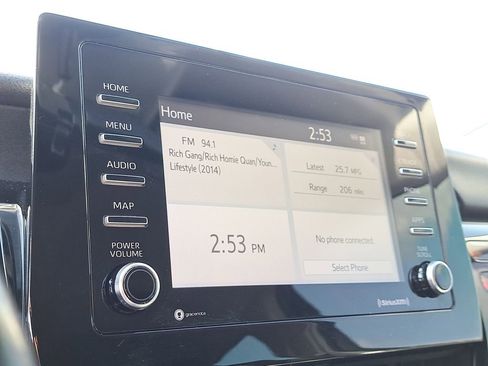 HOME
MENU
AUDIO
MAP
POWER
VOLUME
Home
2:53
FM 94.1
Rich Gang/Rich Homie Quan/Youn...
Lifestyle (2014)
Latest 25.7 MPG
Range 206 miles
2:53 PM
No phone connected.
Select Phone
PHONE
APPS
TUNE
SCROLL
gracenote
SiriusXM